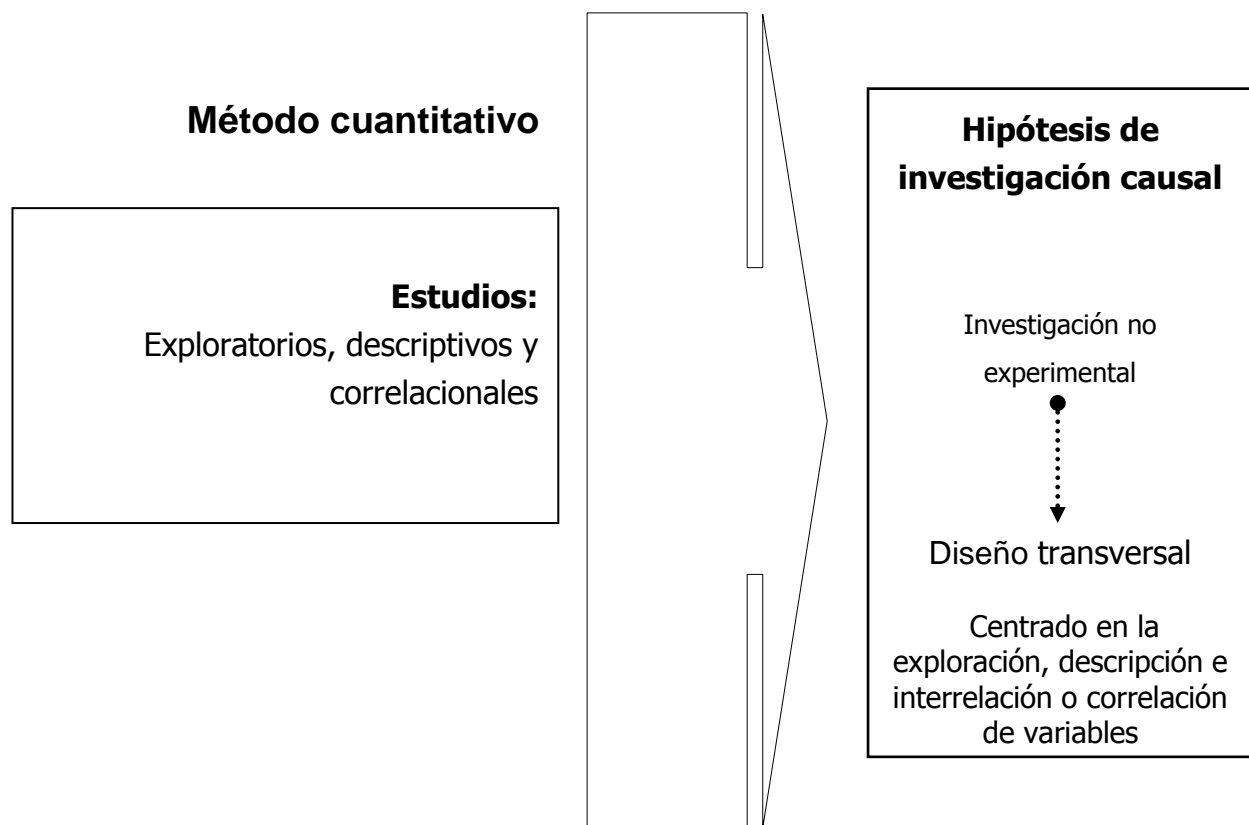 Método cuantitativo
Estudios:
Exploratorios, descriptivos y
correlacionales
Hipótesis de
investigación causal
Investigación no
experimental
Diseño transversal
Centrado en la
exploración, descripción e
interrelación o correlación
de variables